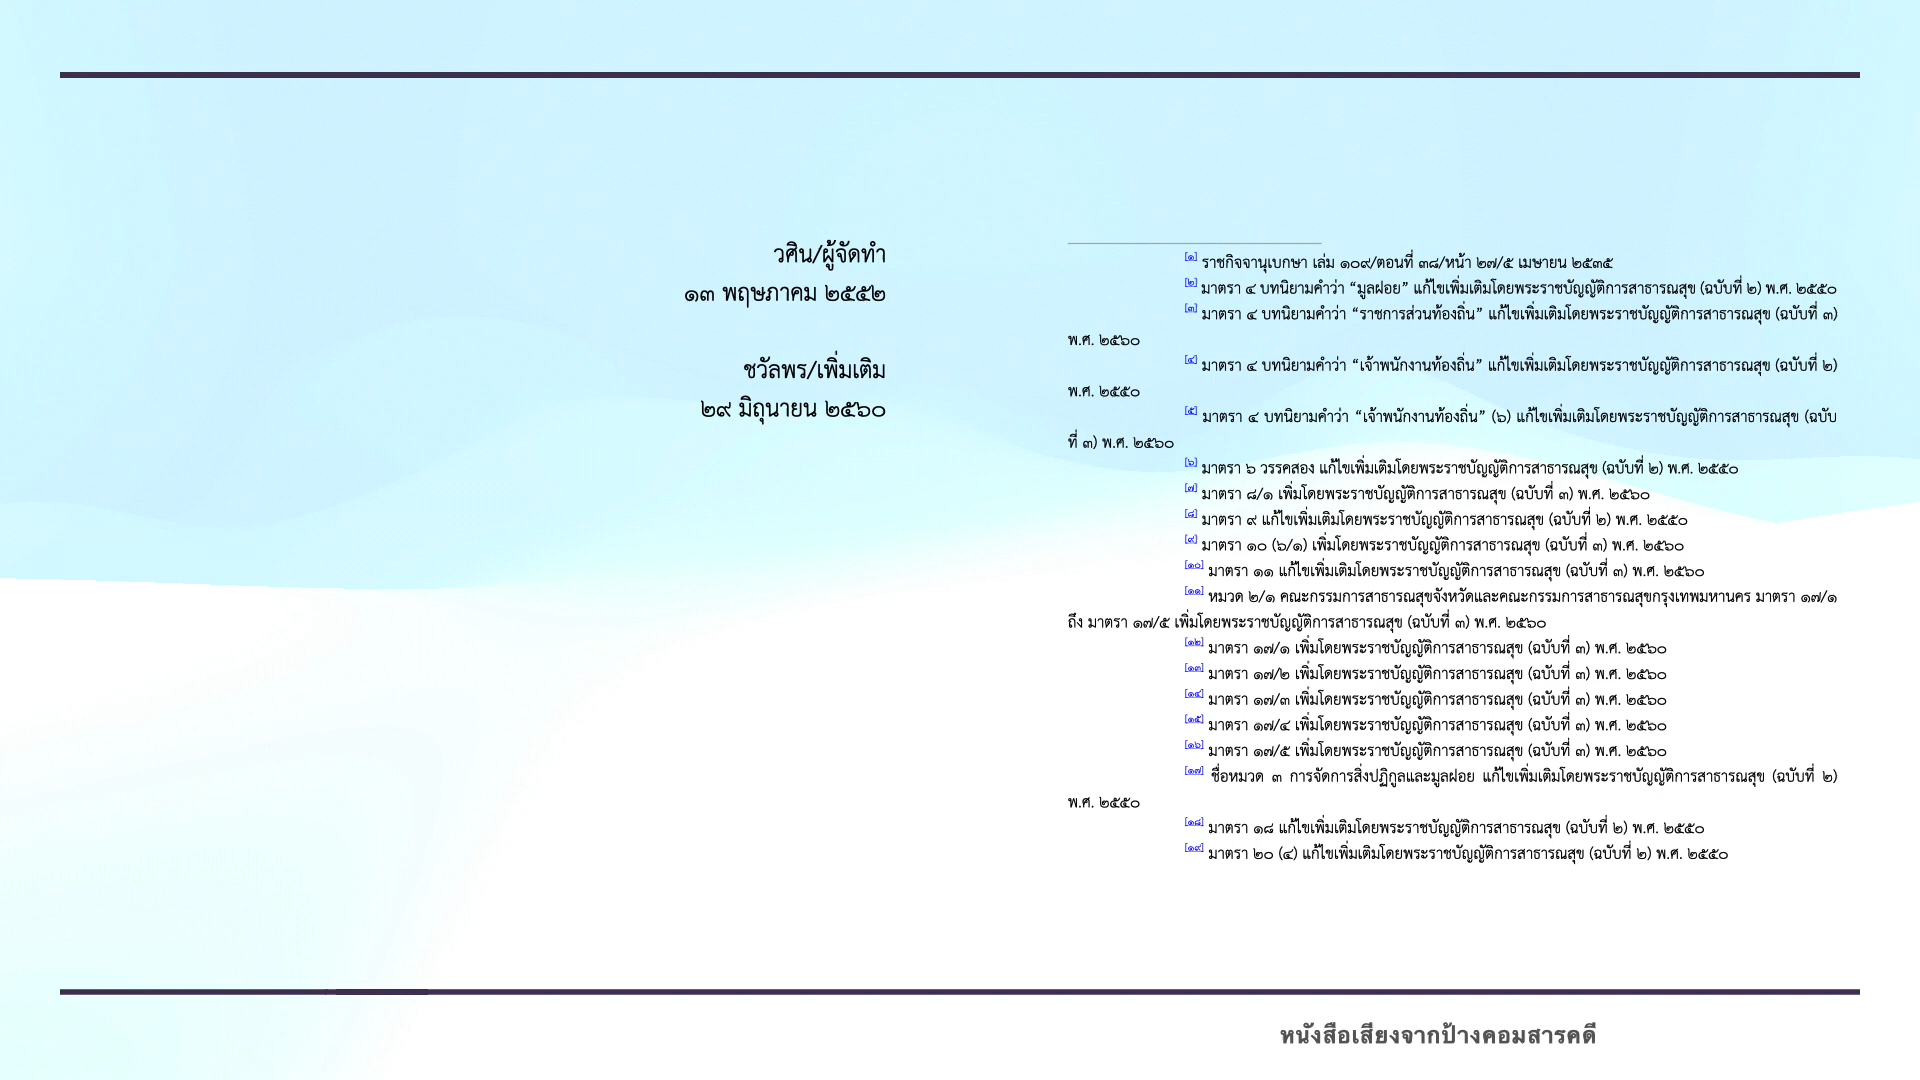 วศิน/ผู้จัดทำ
๑๓ พฤษภาคม ๒๕๕๒
ชวัลพร/เพิ่มเติม
๒๙ มิถุนายน ๒๕๖๐
[๑] ราชกิจจานุเบกษา เล่ม ๑๐๙/ตอนที่ ๓๘/หน้า ๒๗/๕ เมษายน ๒๕๓๕
[๒] มาตรา ๔ บทนิยามคำว่า “มูลฝอย” แก้ไขเพิ่มเติมโดยพระราชบัญญัติการสาธารณสุข (ฉบับที่ ๒) พ.ศ. ๒๕๕๐
[๓] มาตรา ๔ บทนิยามคำว่า “ราชการส่วนท้องถิ่น” แก้ไขเพิ่มเติมโดยพระราชบัญญัติการสาธารณสุข (ฉบับที่ ๓)
พ.ศ. ๒๕๖๐
[๔] มาตรา ๔ บทนิยามคำว่า “เจ้าพนักงานท้องถิ่น” แก้ไขเพิ่มเติมโดยพระราชบัญญัติการสาธารณสุข (ฉบับที่ ๒)
พ.ศ. ๒๕๕๐
[๕] มาตรา ๔ บทนิยามคำว่า “เจ้าพนักงานท้องถิ่น” (๖) แก้ไขเพิ่มเติมโดยพระราชบัญญัติการสาธารณสุข (ฉบับ
ที่ ๓) พ.ศ. ๒๕๖๐
[๖] มาตรา ๖ วรรคสอง แก้ไขเพิ่มเติมโดยพระราชบัญญัติการสาธารณสุข (ฉบับที่ ๒) พ.ศ. ๒๕๕๐
[๗] มาตรา ๘/๑ เพิ่มโดยพระราชบัญญัติการสาธารณสุข (ฉบับที่ ๓) พ.ศ. ๒๕๖๐
[๘] มาตรา ๙ แก้ไขเพิ่มเติมโดยพระราชบัญญัติการสาธารณสุข (ฉบับที่ ๒) พ.ศ. ๒๕๕๐
[๙] มาตรา ๑๐ (๖/๑) เพิ่มโดยพระราชบัญญัติการสาธารณสุข (ฉบับที่ ๓) พ.ศ. ๒๕๖๐
[๑๐] มาตรา ๑๑ แก้ไขเพิ่มเติมโดยพระราชบัญญัติการสาธารณสุข (ฉบับที่ ๓) พ.ศ. ๒๕๖๐
[๑๑] หมวด ๒/๑ คณะกรรมการสาธารณสุขจังหวัดและคณะกรรมการสาธารณสุขกรุงเทพมหานคร มาตรา ๑๗/๑
ถึง มาตรา ๑๗/๕ เพิ่มโดยพระราชบัญญัติการสาธารณสุข (ฉบับที่ ๓) พ.ศ. ๒๕๖๐
[๑๒] มาตรา ๑๗/๑ เพิ่มโดยพระราชบัญญัติการสาธารณสุข (ฉบับที่ ๓) พ.ศ. ๒๕๖๐
[๑๓] มาตรา ๑๗/๒ เพิ่มโดยพระราชบัญญัติการสาธารณสุข (ฉบับที่ ๓) พ.ศ. ๒๕๖๐
[๑๔] มาตรา ๑๗/๓ เพิ่มโดยพระราชบัญญัติการสาธารณสุข (ฉบับที่ ๓) พ.ศ. ๒๕๖๐
[๑๕] มาตรา ๑๗/๔ เพิ่มโดยพระราชบัญญัติการสาธารณสุข (ฉบับที่ ๓) พ.ศ. ๒๕๖๐
[๑๖] มาตรา ๑๗/๕ เพิ่มโดยพระราชบัญญัติการสาธารณสุข (ฉบับที่ ๓) พ.ศ. ๒๕๖๐
[๑๗] ชื่อหมวด ๓ การจัดการสิ่งปฏิกูลและมูลฝอย แก้ไขเพิ่มเติมโดยพระราชบัญญัติการสาธารณสุข (ฉบับที่ ๒)
พ.ศ. ๒๕๕๐
[๑๘] มาตรา ๑๘ แก้ไขเพิ่มเติมโดยพระราชบัญญัติการสาธารณสุข (ฉบับที่ ๒) พ.ศ. ๒๕๕๐
[๑๙] มาตรา ๒๐ (๔) แก้ไขเพิ่มเติมโดยพระราชบัญญัติการสาธารณสุข (ฉบับที่ ๒) พ.ศ. ๒๕๕๐
หนังสือเสียงจากป้างคอมสารคดี